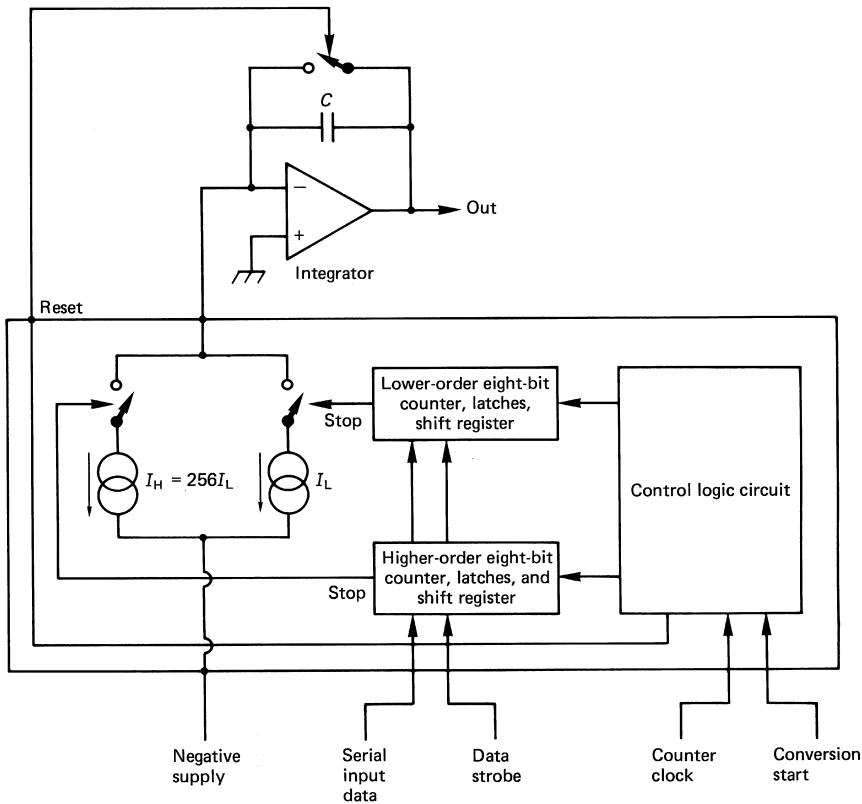 C
−
+
Out
Integrator
Reset
Stop
Lower-order eight-bit
counter, latches,
shift register
I_H = 256I_L
I_L
Control logic circuit
Stop
Higher-order eight-bit
counter, latches, and
shift register
Negative
supply
Serial
input
data
Data
strobe
Counter
clock
Conversion
start